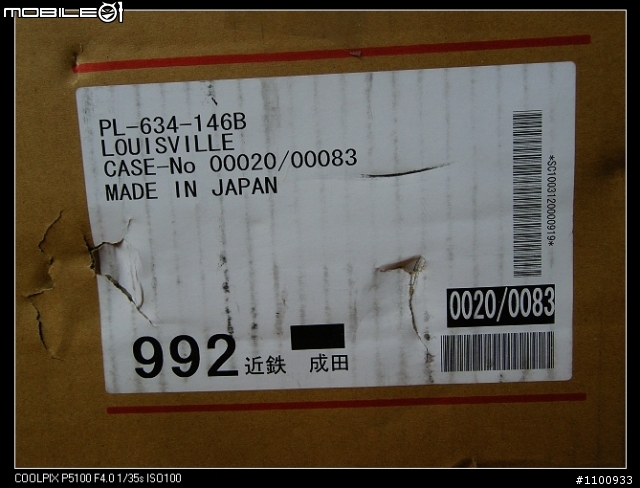 MOBILE01
PL-634-146B
LOUISVILLE
CASE-No 00020/00083
MADE IN JAPAN
*SG1003120000919*
0020/0083
992 近鉄 成田
COOLPIX P5100 F4.0 1/35s ISO100
#1100933